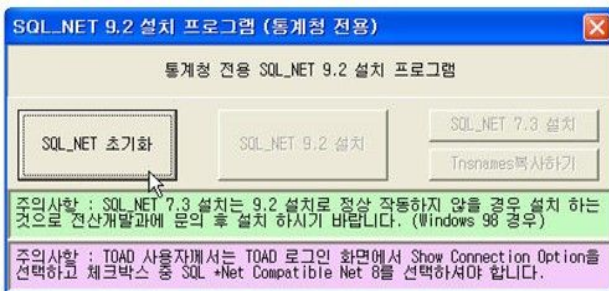 SQL_NET 9.2 설치 프로그램 (통계청 전용)
통계청 전용 SQL_NET 9.2 설치 프로그램
SQL_NET 초기화
SQL_NET 9.2 설치
SQL_NET 7.3 설치
Tnsnames복사하기
주의사항 : SQL_NET 7.3 설치는 9.2 설치로 정상 작동하지 않을 경우 설치 하는
것으로 전산개발과에 문의 후 설치 하시기 바랍니다. (Windows 98 경우)
주의사항 : TOAD 사용자께서는 TOAD 로그인 화면에서 Show Connection Option을
선택하고 체크박스 중 SQL *Net Compatible Net 8를 선택하셔야 합니다.